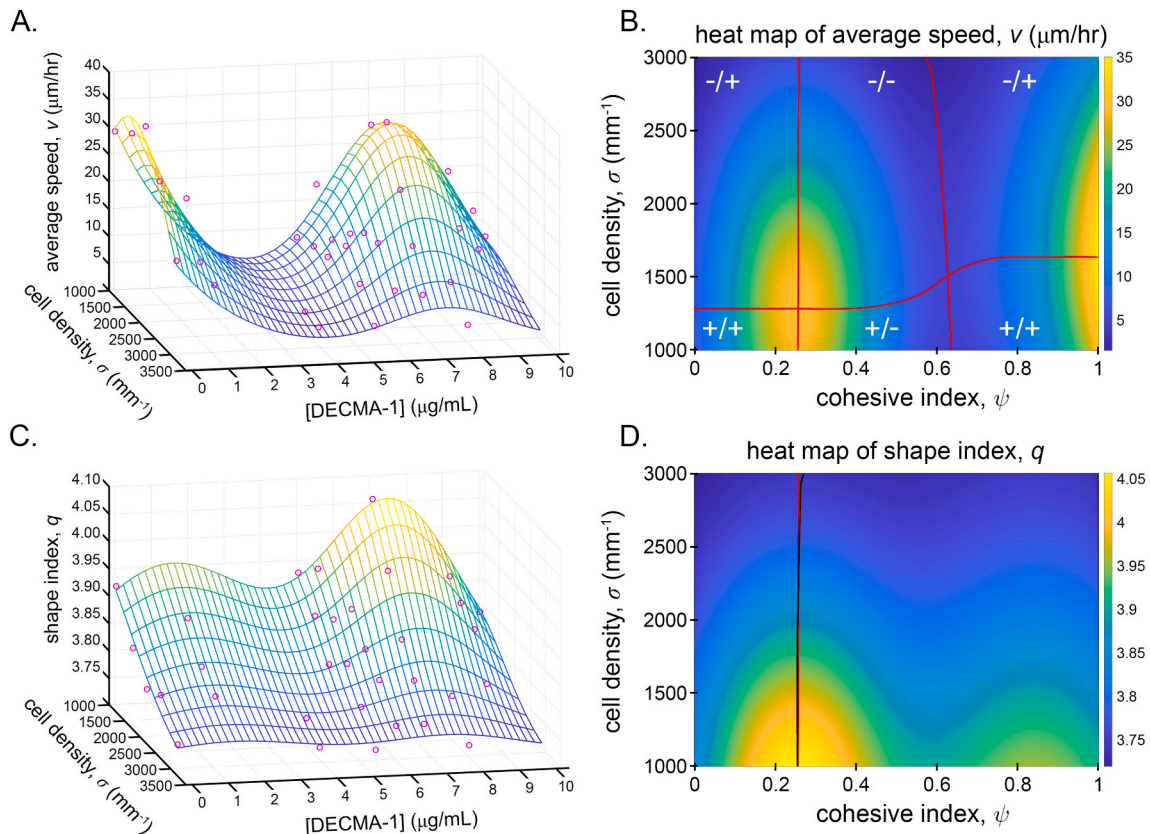 A.
40
35
30
25
20
15
10
5
average speed, v (μm/hr)
1000
1500
2000
2500
3000
3500
cell density, σ (mm⁻¹)
0 1 2 3 4 5 6 7 8 9 10
[DECMA-1] (μg/mL)
B.
heat map of average speed, v (μm/hr)
3000
2500
2000
1500
1000
cell density, σ (mm⁻¹)
-/+ -/- -/+
+/+ +/- +/+
0 0.2 0.4 0.6 0.8 1
cohesive index, ψ
35
30
25
20
15
10
5
C.
4.10
4.05
4.00
3.95
3.90
3.85
3.80
3.75
shape index, q
1000
1500
2000
2500
3000
3500
cell density, σ (mm⁻¹)
0 1 2 3 4 5 6 7 8 9 10
[DECMA-1] (μg/mL)
D.
heat map of shape index, q
3000
2500
2000
1500
1000
cell density, σ (mm⁻¹)
0 0.2 0.4 0.6 0.8 1
cohesive index, ψ
4.05
4
3.95
3.9
3.85
3.8
3.75